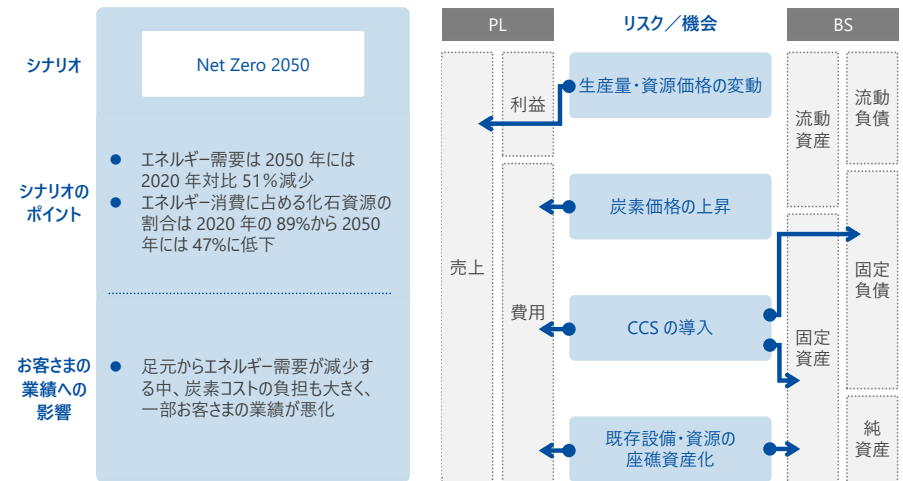 シナリオ
Net Zero 2050
シナリオの
ポイント
● エネルギー需要は 2050 年には
2020 年対比 51%減少
● エネルギー消費に占める化石資源の
割合は 2020 年の 89%から 2050
年には 47%に低下
お客さまの
業績への
影響
● 足元からエネルギー需要が減少す
る中、炭素コストの負担も大きく、
一部お客さまの業績が悪化
PL
リスク／機会
BS
売上
利益
費用
生産量・資源価格の変動
炭素価格の上昇
CCS の導入
既存設備・資源の
座礁資産化
流動
資産
固定
資産
流動
負債
固定
負債
純
資産